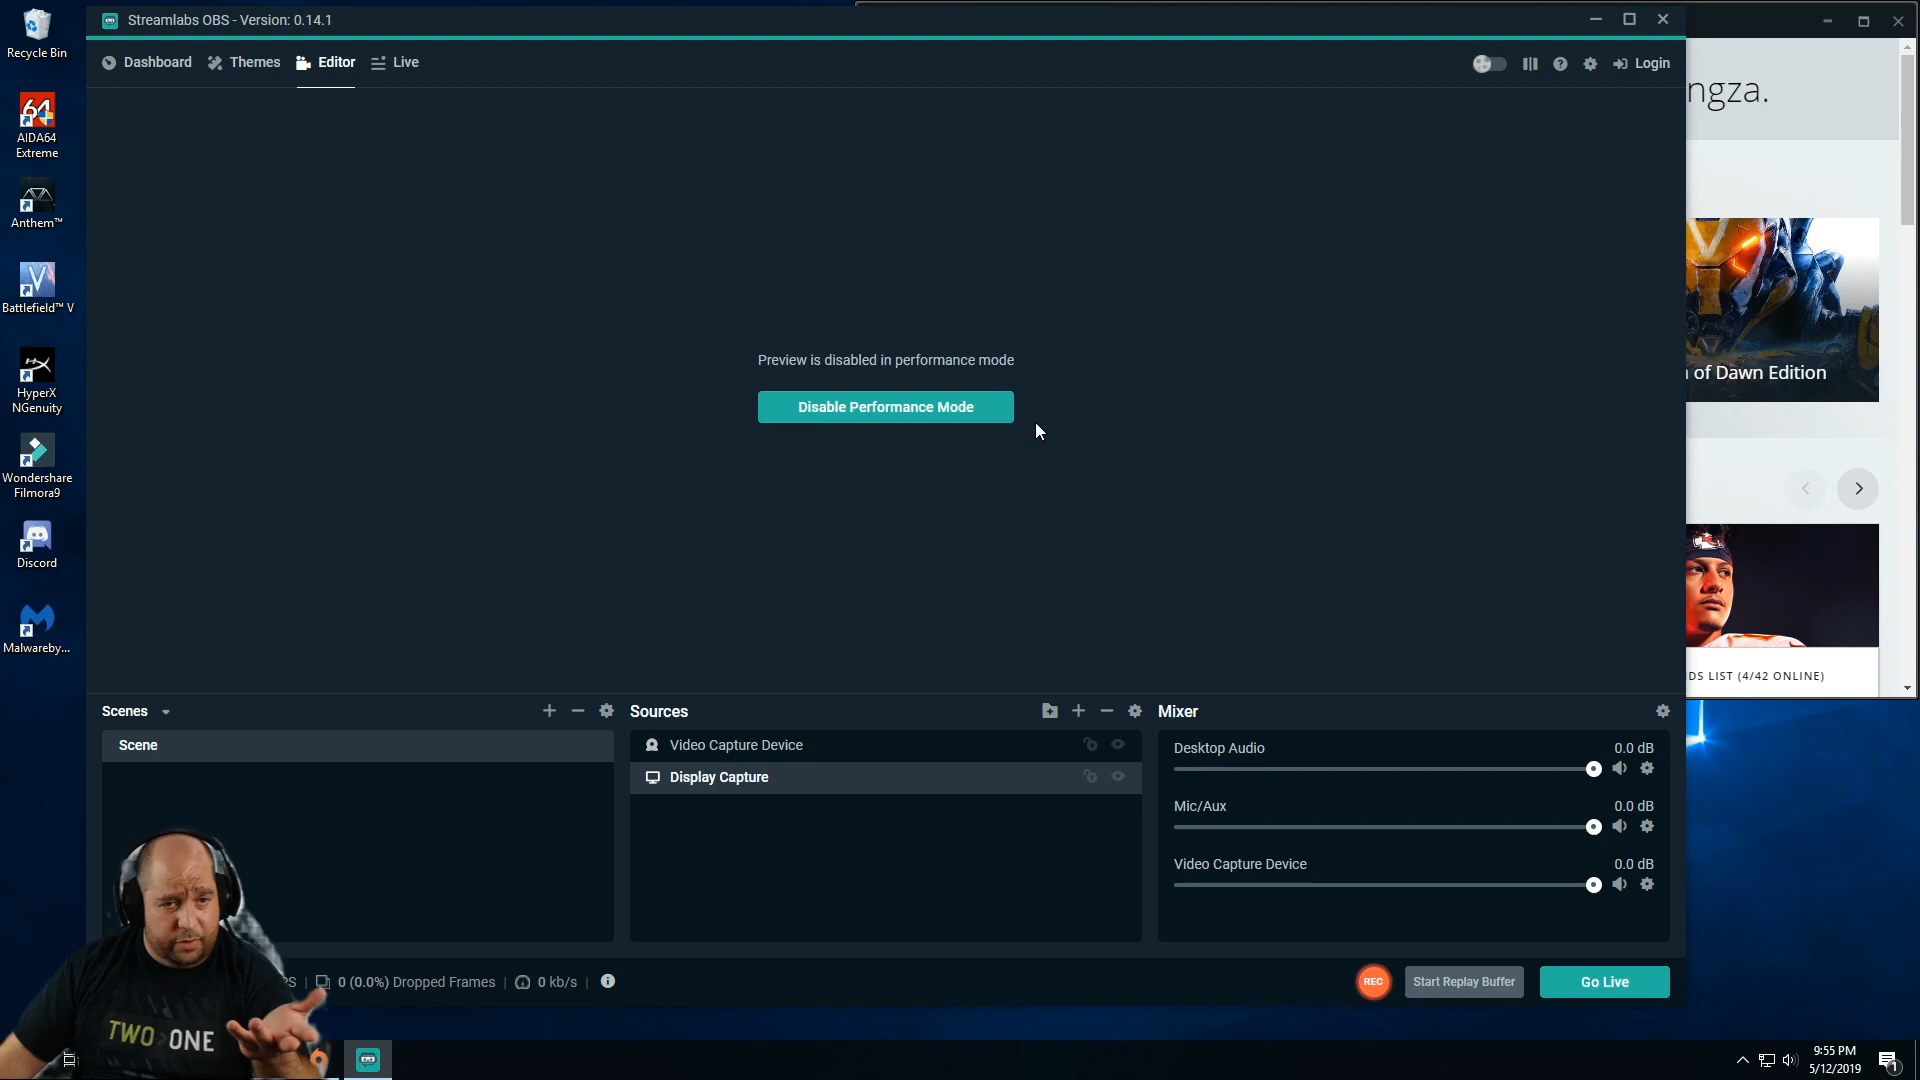 Recycle Bin
AIDA64
Extreme
Anthem™
Battlefield™ V
HyperX
NGenuity
Wondershare
Filmora9
Discord
Malwareby...
64
Streamlabs OBS - Version: 0.14.1
Dashboard
Themes
Editor
Live
Login
Preview is disabled in performance mode
Disable Performance Mode
ngza.
of Dawn Edition
DS LIST (4/42 ONLINE)
Scenes
Scene
Sources
Video Capture Device
Display Capture
Mixer
Desktop Audio 0.0 dB
Mic/Aux 0.0 dB
Video Capture Device 0.0 dB
PS
0 (0.0%) Dropped Frames
0 kb/s
REC
Start Replay Buffer
Go Live
TWO>ONE
9:55 PM
5/12/2019
1